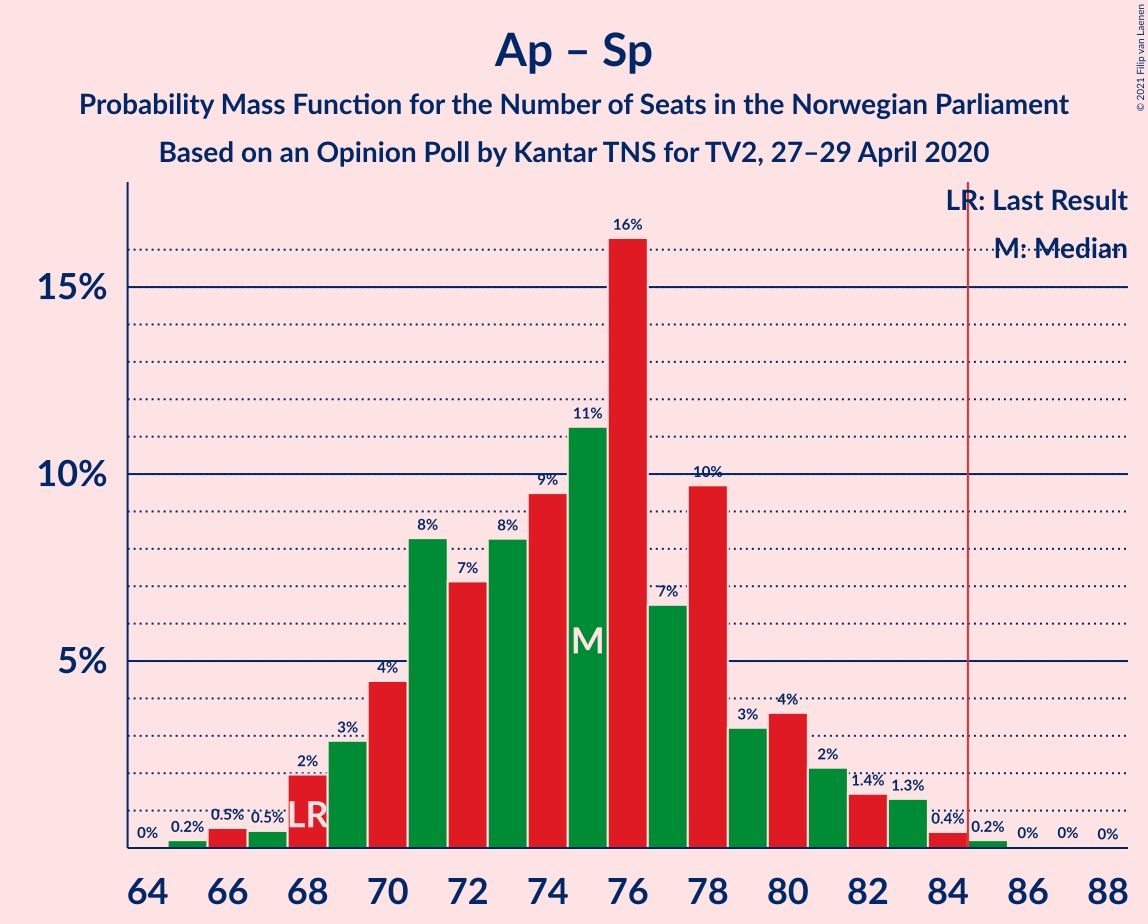 Ap – Sp
Probability Mass Function for the Number of Seats in the Norwegian Parliament
Based on an Opinion Poll by Kantar TNS for TV2, 27–29 April 2020
© 2021 Filip van Laenen
LR: Last Result
M: Median
15%
10%
5%
0% 0.2% 0.5% 0.5% 2% 3% 4% 8% 7% 8% 9% 11% 16% 7% 10% 3% 4% 2% 1.4% 1.3% 0.4% 0.2% 0% 0% 0%
M
LR
64 66 68 70 72 74 76 78 80 82 84 86 88